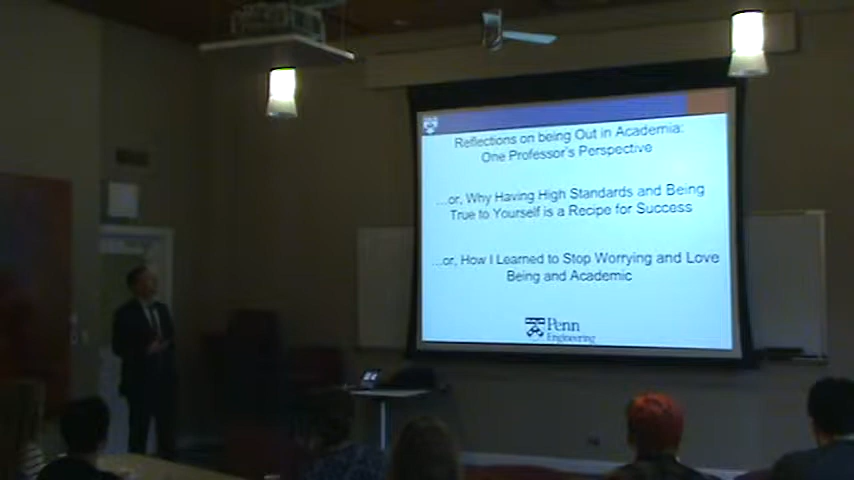 Reflections on being Out in Academia:
One Professor's Perspective
...or, Why Having High Standards and Being
True to Yourself is a Recipe for Success
...or, How I Learned to Stop Worrying and Love
Being and Academic
Penn
Engineering